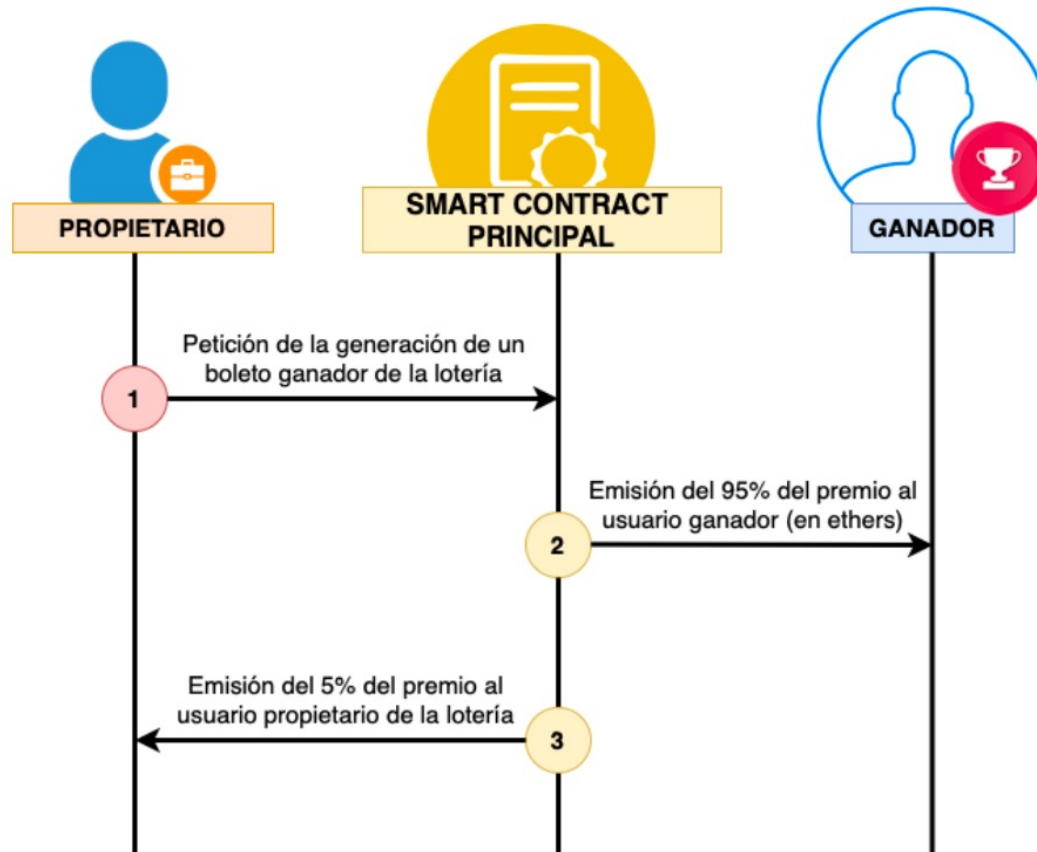 PROPIETARIO
SMART CONTRACT
PRINCIPAL
GANADOR
Petición de la generación de un
boleto ganador de la lotería
1
Emisión del 95% del premio al
usuario ganador (en ethers)
2
Emisión del 5% del premio al
usuario propietario de la lotería
3